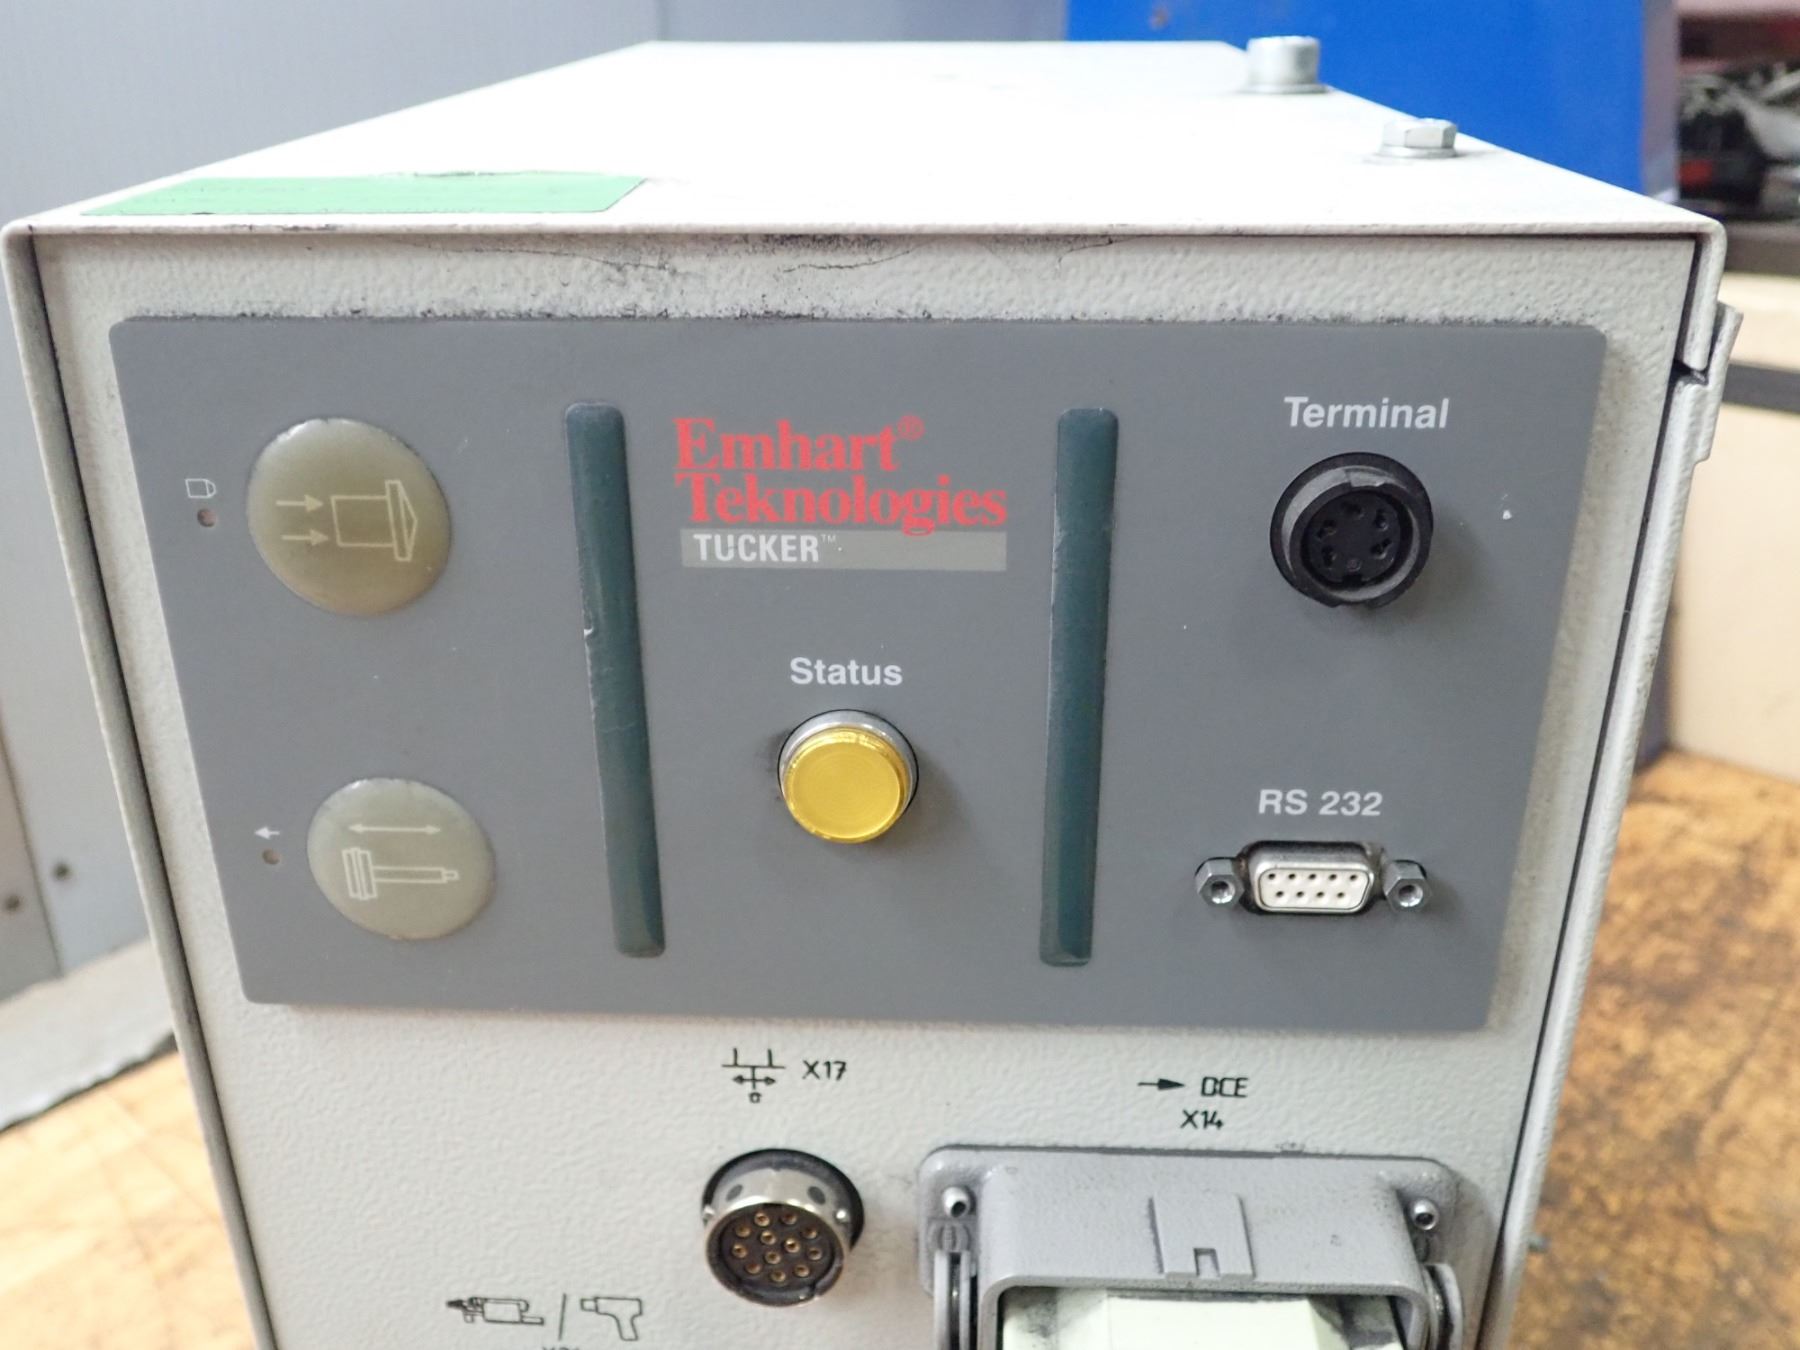 Emhart®
Teknologies
TUCKER™
Terminal
Status
RS 232
X17
DCE
X14